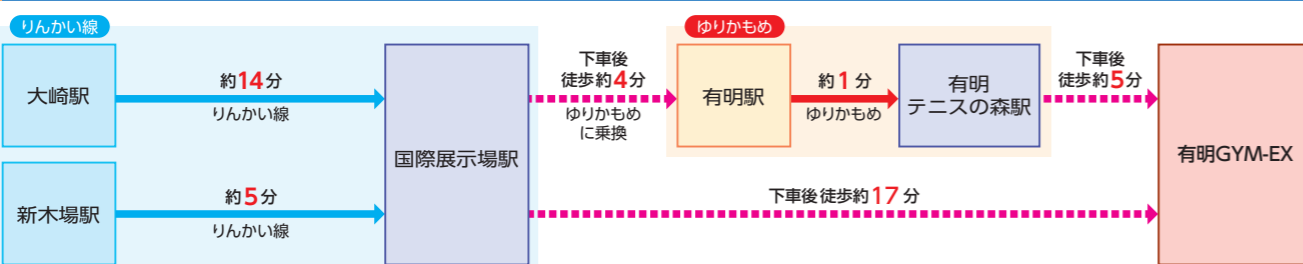 りんかい線
大崎駅
約14分
りんかい線
新木場駅
約5分
りんかい線
国際展示場駅
下車後
徒歩約4分
ゆりかもめ
に乗換
ゆりかもめ
有明駅
約1分
ゆりかもめ
有明
テニスの森駅
下車後
徒歩約5分
下車後 徒歩約17分
有明GYM-EX